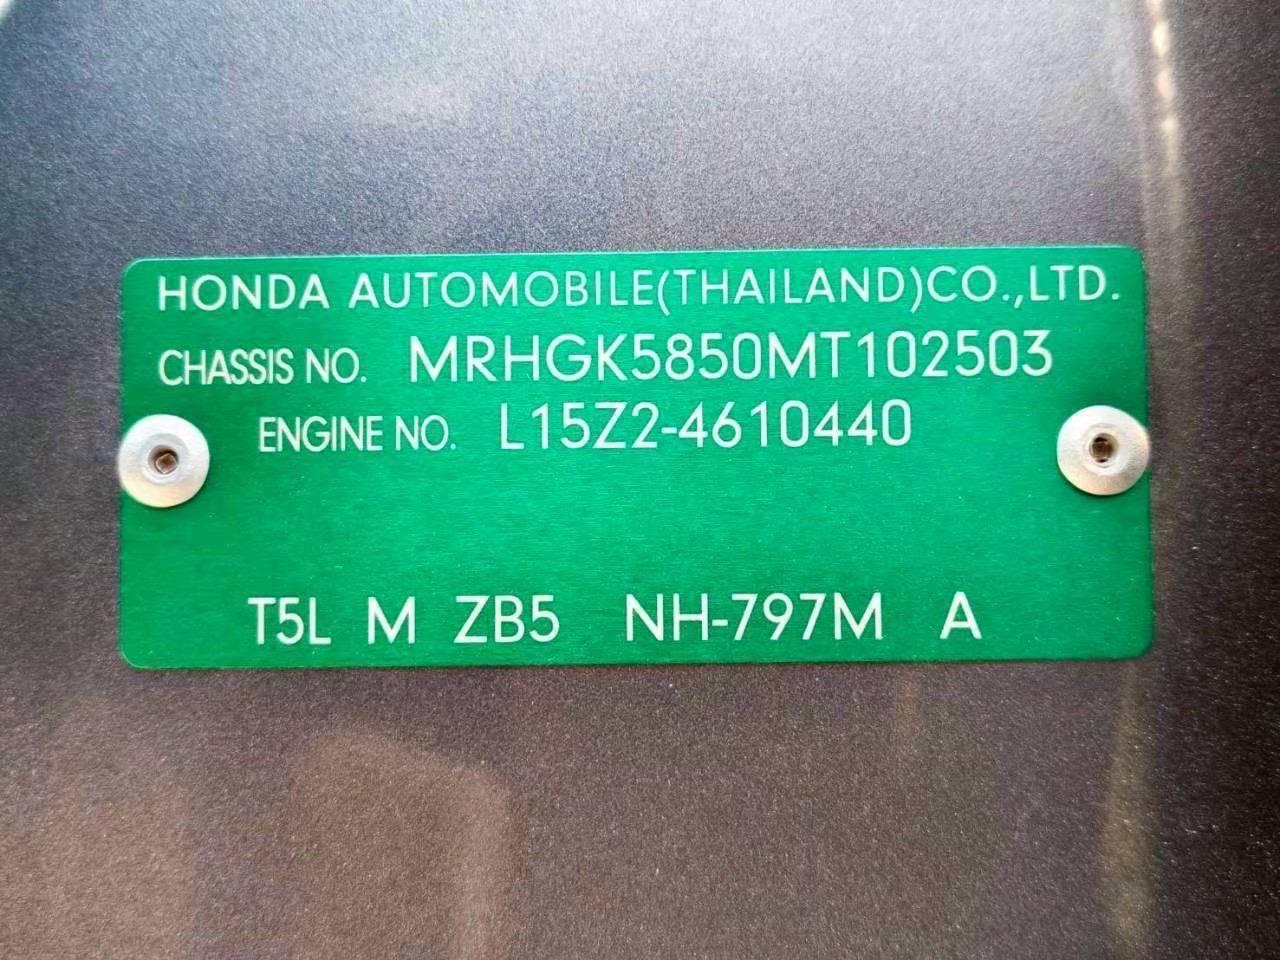 HONDA AUTOMOBILE(THAILAND)CO.,LTD.
CHASSIS NO. MRHGK5850MT102503
ENGINE NO. L15Z2-4610440
T5L M ZB5 NH-797M A